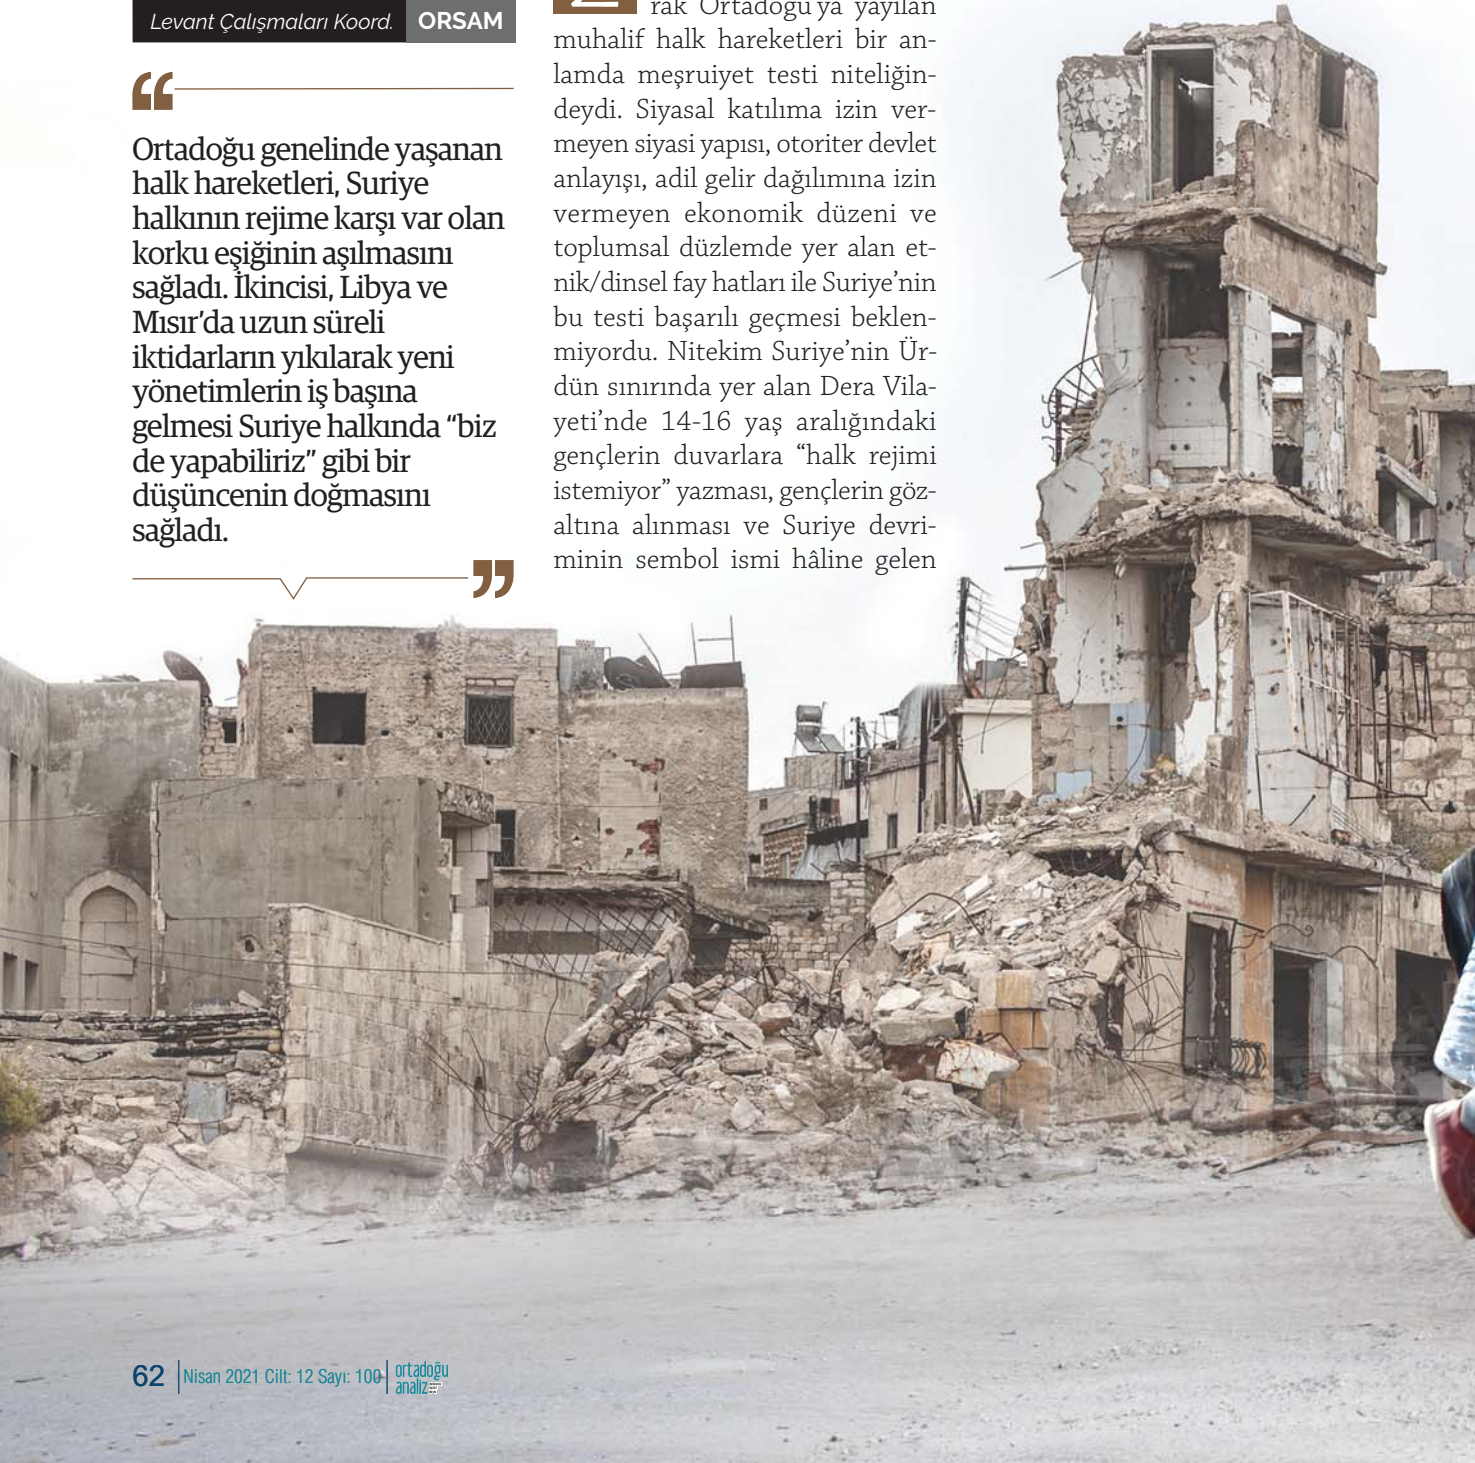 Levant Çalışmaları Koord. ORSAM
“
Ortadoğu genelinde yaşanan
halk hareketleri, Suriye
halkının rejime karşı var olan
korku eşiğinin aşılmasını
sağladı. İkincisi, Libya ve
Mısır’da uzun süreli
iktidarların yıkılarak yeni
yönetimlerin iş başına
gelmesi Suriye halkında “biz
de yapabiliriz” gibi bir
düşüncenin doğmasını
sağladı.
”
rak Ortadoğu’ya yayılan
muhalif halk hareketleri bir an-
lamda meşruiyet testi niteliğin-
deydi. Siyasal katılıma izin ver-
meyen siyasi yapısı, otoriter devlet
anlayışı, adil gelir dağılımına izin
vermeyen ekonomik düzeni ve
toplumsal düzlemde yer alan et-
nik/dinsel fay hatları ile Suriye’nin
bu testi başarılı geçmesi beklen-
miyordu. Nitekim Suriye’nin Ür-
dün sınırında yer alan Dera Vila-
yeti’nde 14-16 yaş aralığındaki
gençlerin duvarlara “halk rejimi
istemiyor” yazması, gençlerin göz-
altına alınması ve Suriye devri-
minin sembol ismi hâline gelen
62 Nisan 2021 Cilt: 12 Sayı: 100 ortadoğu
analiz